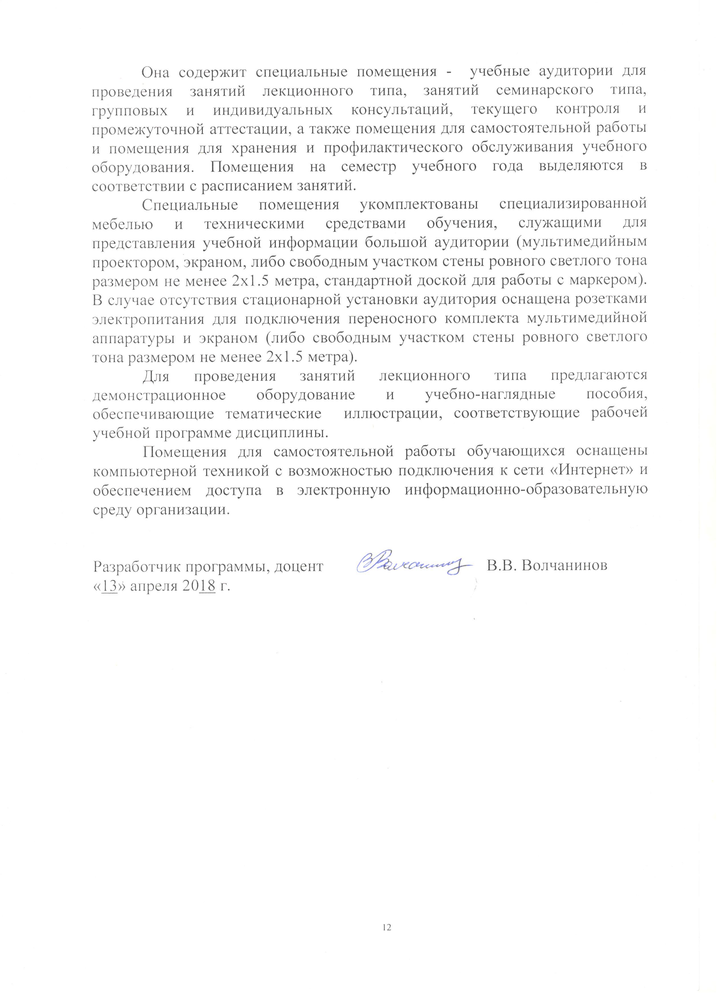 Она содержит специальные помещения - учебные аудитории для
проведения занятий лекционного типа, занятий семинарского типа,
групповых и индивидуальных консультаций, текущего контроля и
промежуточной аттестации, а также помещения для самостоятельной работы
и помещения для хранения и профилактического обслуживания учебного
оборудования. Помещения на семестр учебного года выделяются в
соответствии с расписанием занятий.
Специальные помещения укомплектованы специализированной
мебелью и техническими средствами обучения, служащими для
представления учебной информации большой аудитории (мультимедийным
проектором, экраном, либо свободным участком стены ровного светлого тона
размером не менее 2х1.5 метра, стандартной доской для работы с маркером).
В случае отсутствия стационарной установки аудитория оснащена розетками
электропитания для подключения переносного комплекта мультимедийной
аппаратуры и экраном (либо свободным участком стены ровного светлого
тона размером не менее 2х1.5 метра).
Для проведения занятий лекционного типа предлагаются
демонстрационное оборудование и учебно-наглядные пособия,
обеспечивающие тематические иллюстрации, соответствующие рабочей
учебной программе дисциплины.
Помещения для самостоятельной работы обучающихся оснащены
компьютерной техникой с возможностью подключения к сети «Интернет» и
обеспечением доступа в электронную информационно-образовательную
среду организации.
Разработчик программы, доцент В.В. Волчанинов
«13» апреля 2018 г.
12